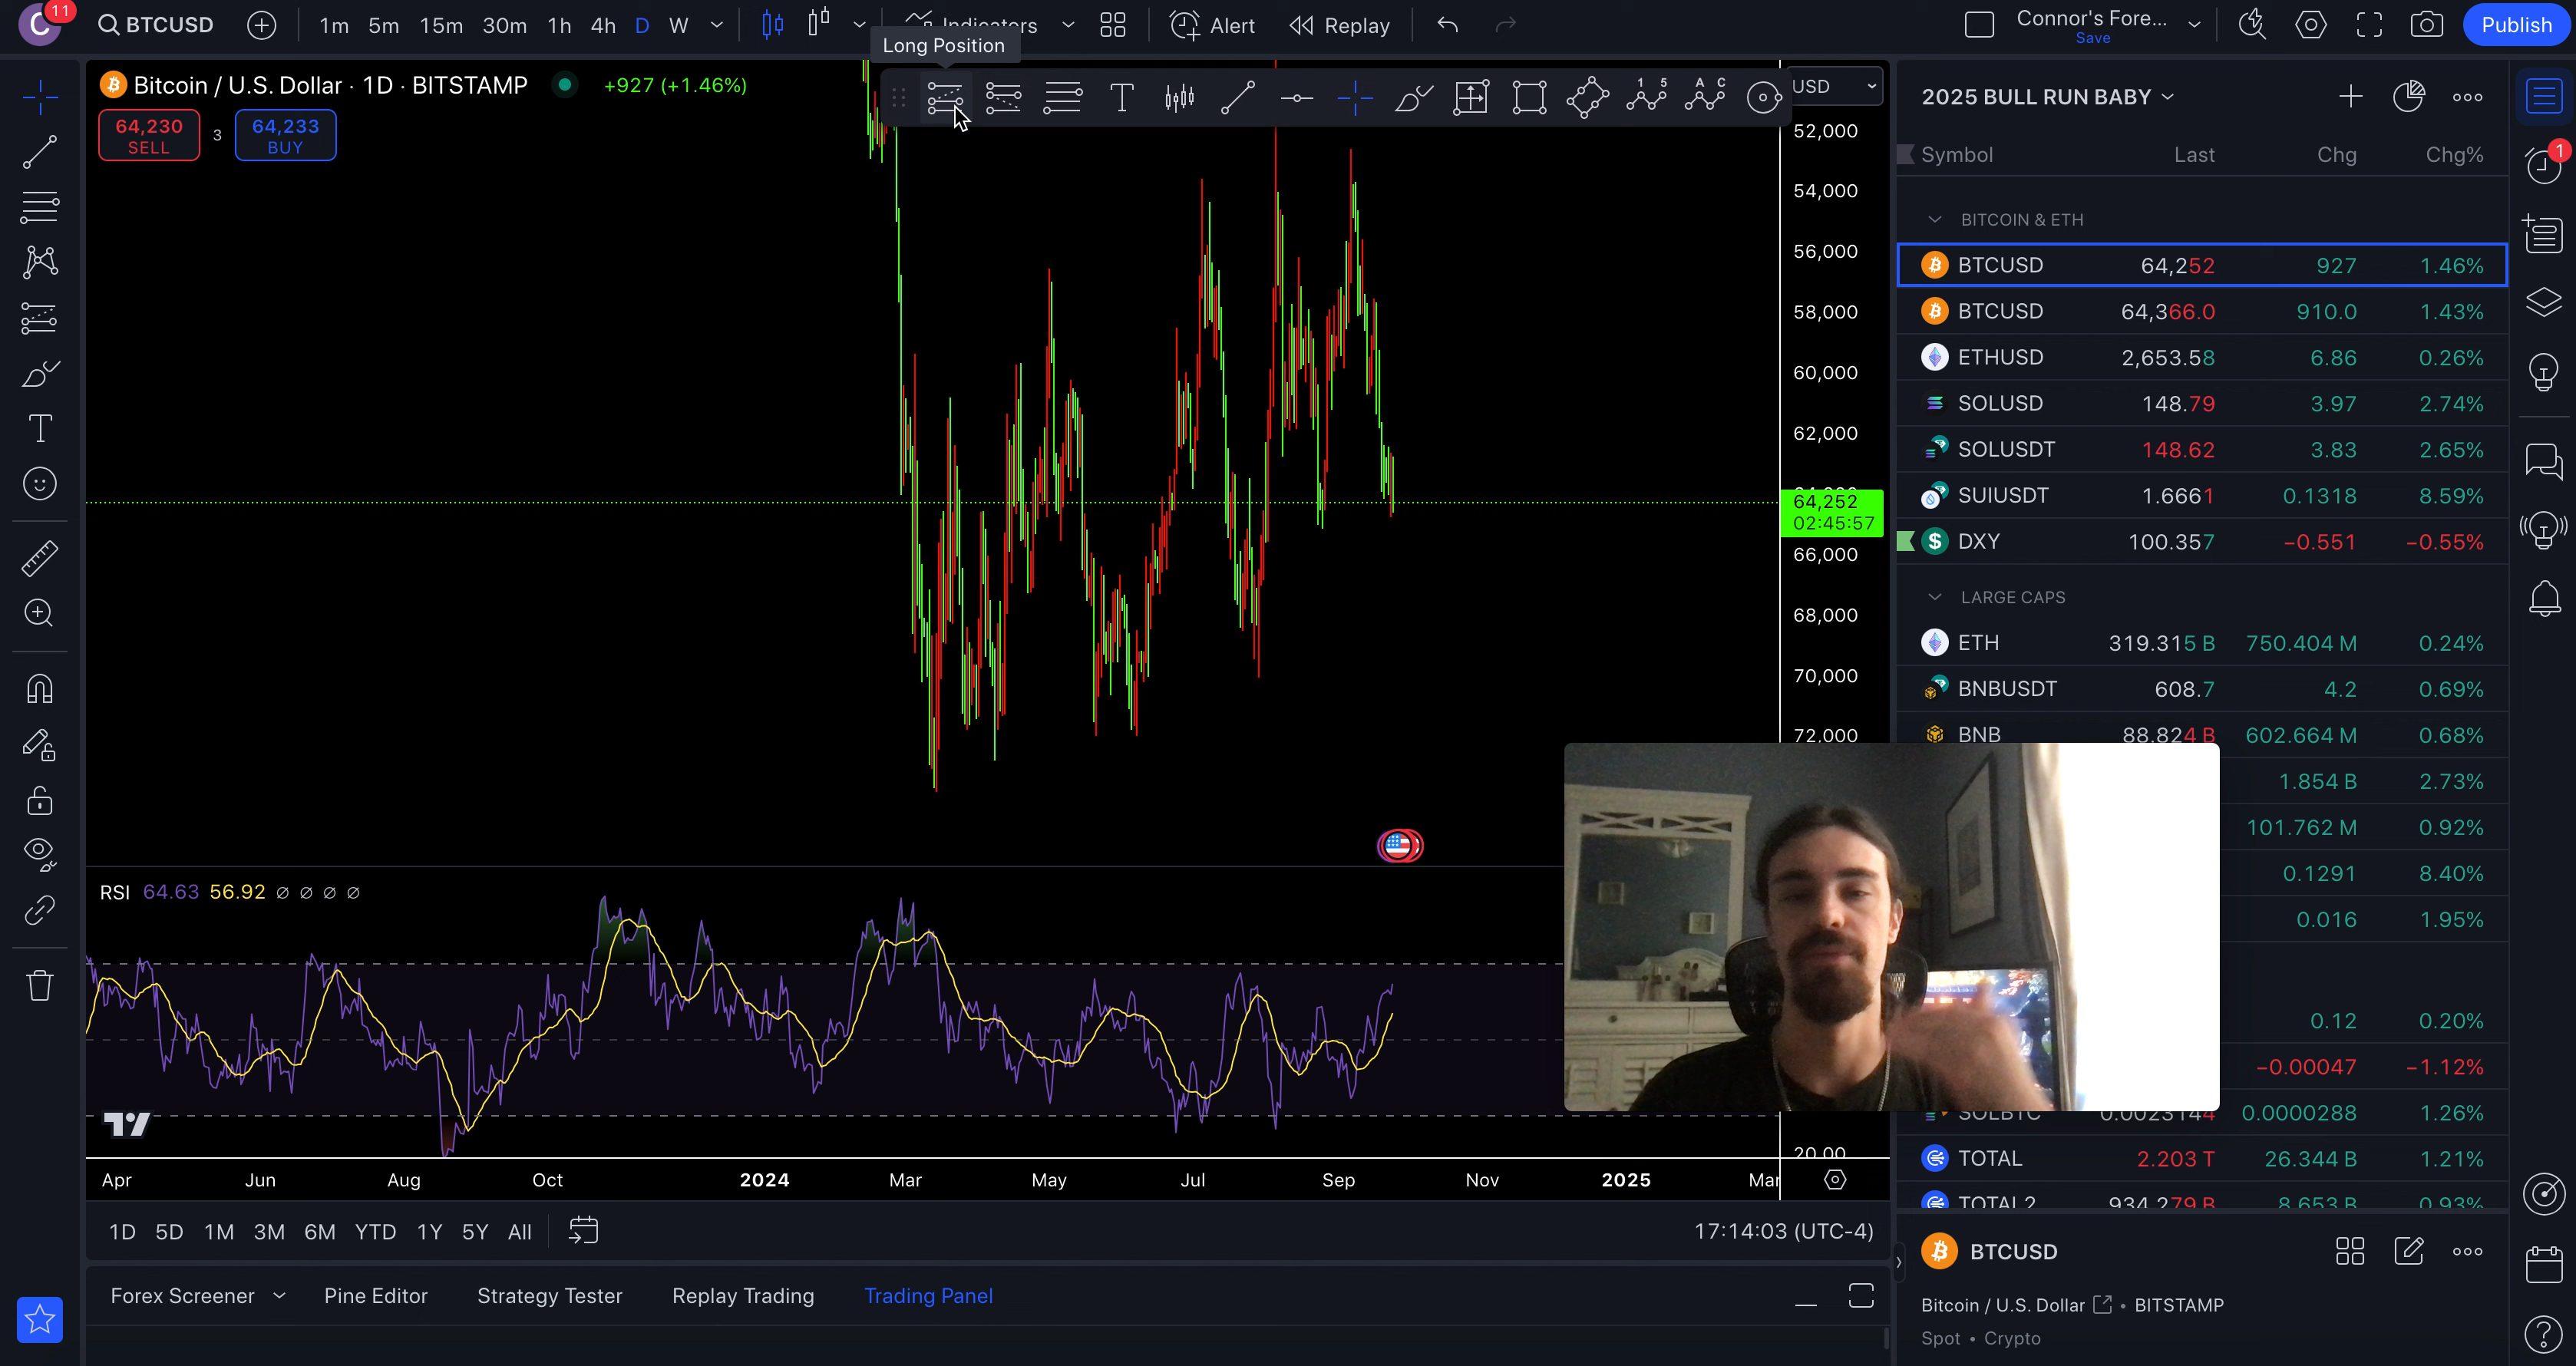 C 11 BTCUSD 1m 5m 15m 30m 1h 4h D W Indicators Alert Replay Connor's Fore... Publish
Save
Long Position
Bitcoin / U.S. Dollar · 1D · BITSTAMP +927 (+1.46%)
64,230 3 64,233
SELL BUY
1 5 A C
USD
52,000
54,000
56,000
58,000
60,000
62,000
64,252
02:45:57
66,000
68,000
70,000
72,000
RSI 64.63 56.92 ∅ ∅ ∅ ∅
20.00
Apr Jun Aug Oct 2024 Mar May Jul Sep Nov 2025 Mar
1D 5D 1M 3M 6M YTD 1Y 5Y All 17:14:03 (UTC-4)
Forex Screener Pine Editor Strategy Tester Replay Trading Trading Panel
2025 BULL RUN BABY
Symbol Last Chg Chg%
1
BITCOIN & ETH
BTCUSD 64,252 927 1.46%
BTCUSD 64,366.0 910.0 1.43%
ETHUSD 2,653.58 6.86 0.26%
SOLUSD 148.79 3.97 2.74%
SOLUSDT 148.62 3.83 2.65%
SUIUSDT 1.6661 0.1318 8.59%
DXY 100.357 −0.551 −0.55%
LARGE CAPS
ETH 319.315 B 750.404 M 0.24%
BNBUSDT 608.7 4.2 0.69%
BNB 88.824 B 602.664 M 0.68%
1.854 B 2.73%
101.762 M 0.92%
0.1291 8.40%
0.016 1.95%
0.12 0.20%
−0.00047 −1.12%
SOLBTC 0.0023144 0.0000288 1.26%
TOTAL 2.203 T 26.344 B 1.21%
TOTAL2 934.279 B 8.653 B 0.93%
BTCUSD
Bitcoin / U.S. Dollar • BITSTAMP
Spot • Crypto